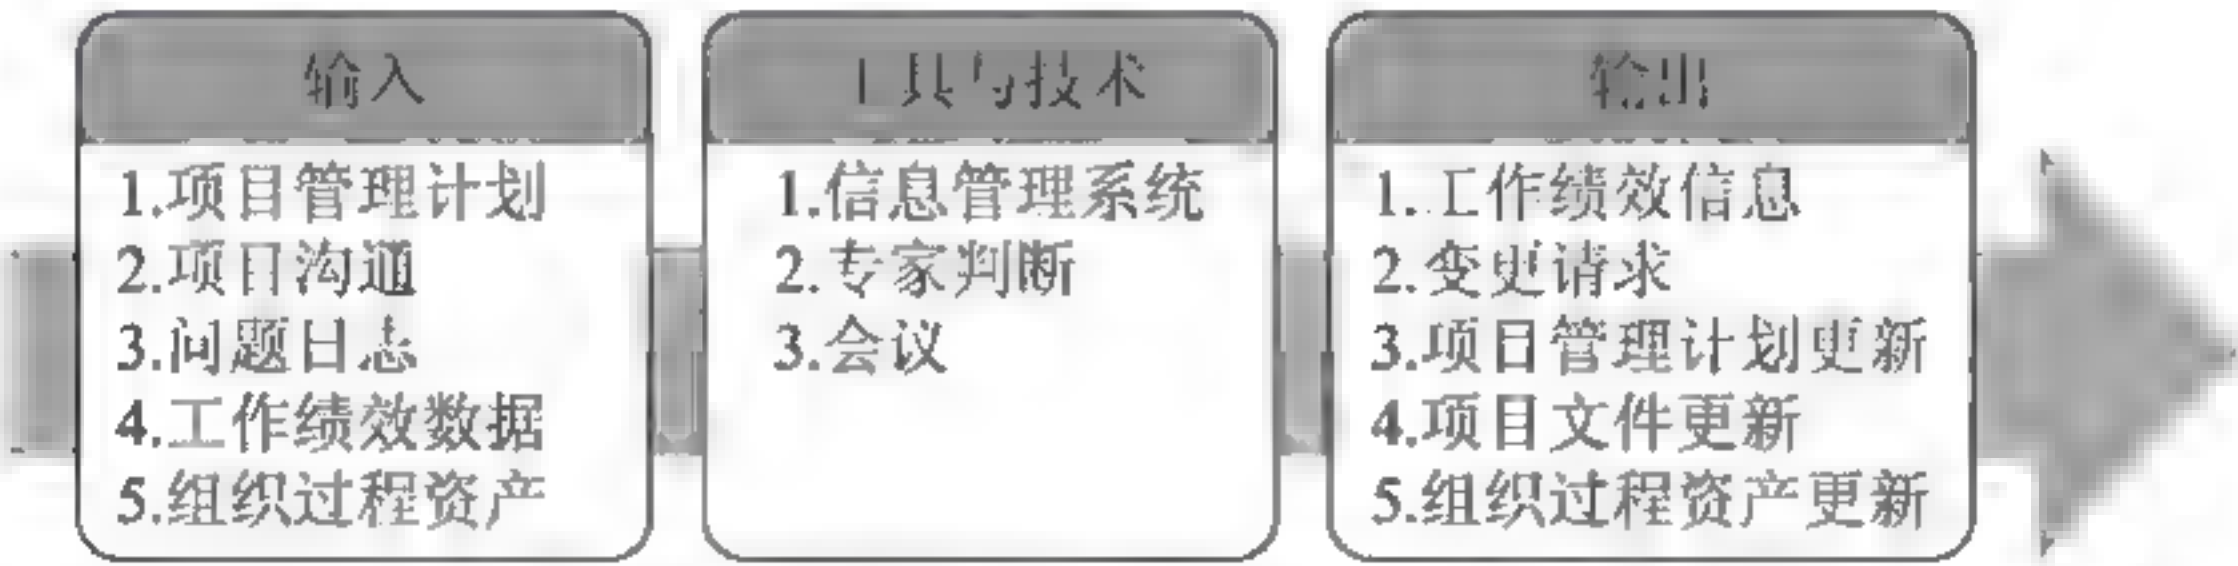 输入
1.项目管理计划
2.项目沟通
3.问题日志
4.工作绩效数据
5.组织过程资产
工具与技术
1.信息管理系统
2.专家判断
3.会议
输出
1.工作绩效信息
2.变更请求
3.项目管理计划更新
4.项目文件更新
5.组织过程资产更新